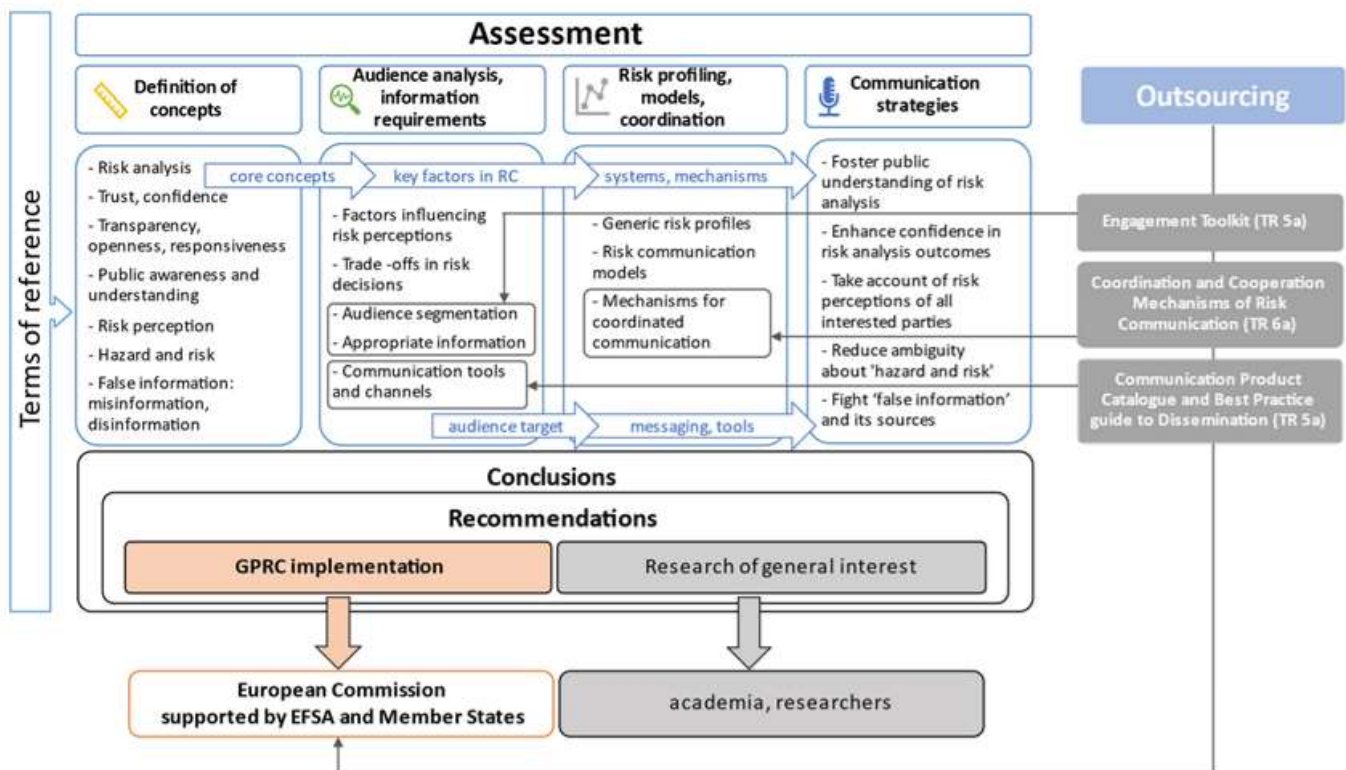 Terms of reference
Assessment
Definition of
concepts
Audience analysis,
information
requirements
Risk profiling,
models,
coordination
Communication
strategies
Outsourcing
- Risk analysis
- Trust, confidence
- Transparency,
openness, responsiveness
- Public awareness and
understanding
- Risk perception
- Hazard and risk
- False information:
misinformation,
disinformation
core concepts
key factors in RC
systems, mechanisms
- Factors influencing
risk perceptions
- Trade -offs in risk
decisions
- Audience segmentation
- Appropriate information
- Communication tools
and channels
- Generic risk profiles
- Risk communication
models
- Mechanisms for
coordinated
communication
- Foster public
understanding of risk
analysis
- Enhance confidence in
risk analysis outcomes
- Take account of risk
perceptions of all
interested parties
- Reduce ambiguity
about 'hazard and risk'
- Fight ‘false information’
and its sources
audience target
messaging, tools
Engagement Toolkit (TR 5a)
Coordination and Cooperation
Mechanisms of Risk
Communication (TR 6a)
Communication Product
Catalogue and Best Practice
guide to Dissemination (TR 5a)
Conclusions
Recommendations
GPRC implementation
Research of general interest
European Commission
supported by EFSA and Member States
academia, researchers